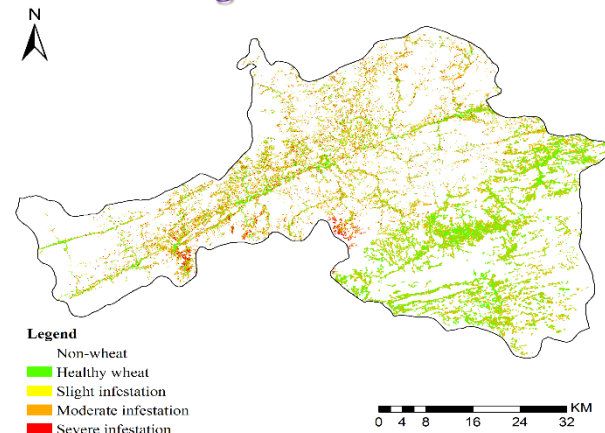 N
Legend
Non-wheat
Healthy wheat
Slight infestation
Moderate infestation
Severe infestation
KM
0 4 8 16 24 32